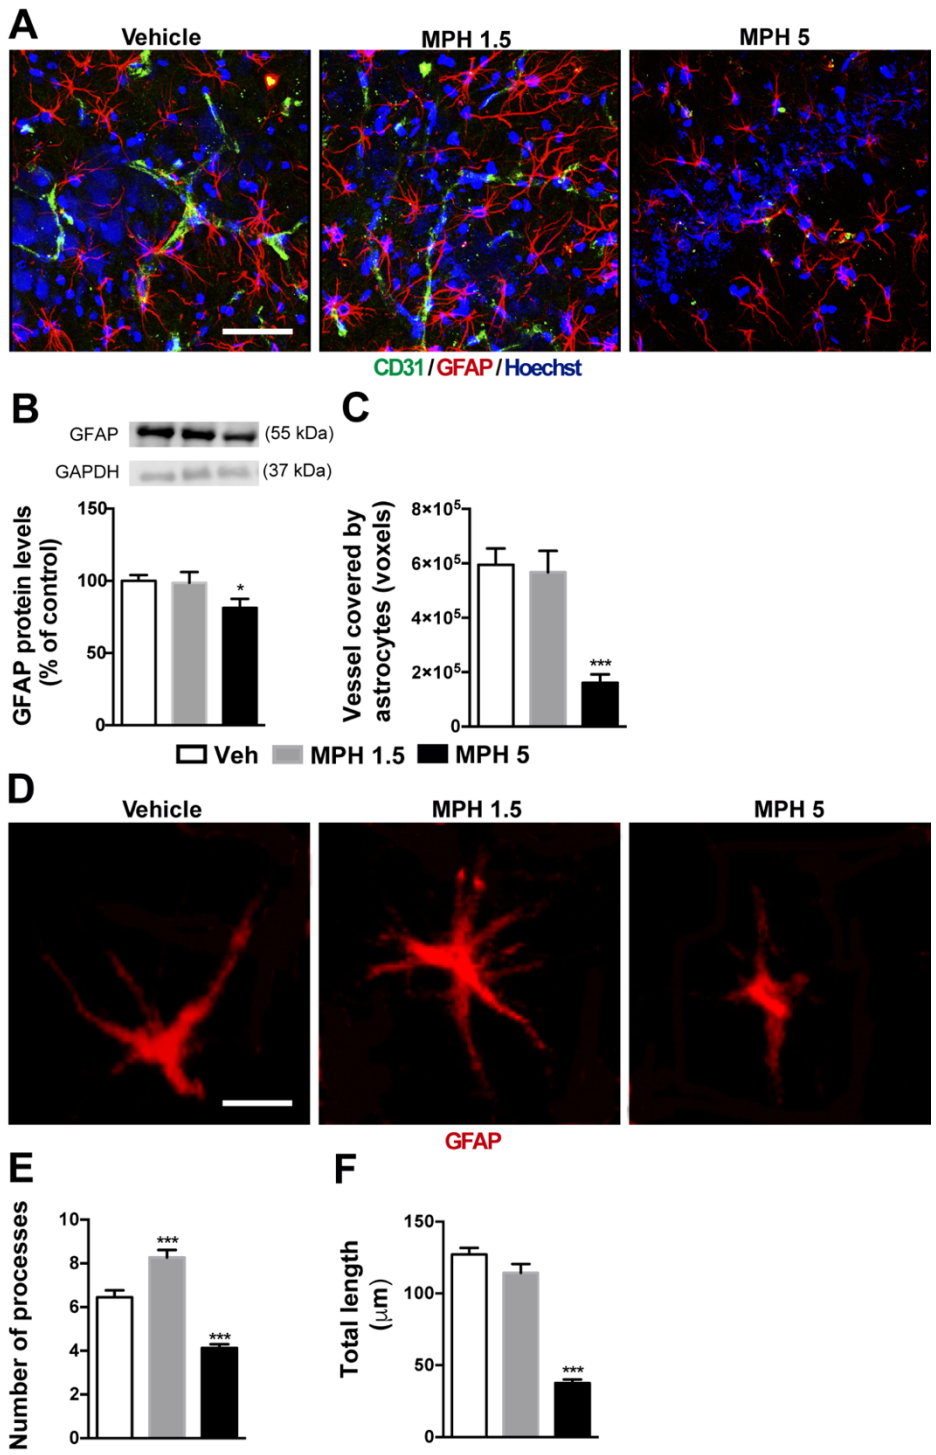 A
Vehicle MPH 1.5 MPH 5
CD31 / GFAP / Hoechst
B
GFAP (55 kDa)
GAPDH (37 kDa)
GFAP protein levels
(% of control)
150
100
50
0
*
C
Vessel covered by
astrocytes (voxels)
8×10⁵
6×10⁵
4×10⁵
2×10⁵
0
***
Veh MPH 1.5 MPH 5
D
Vehicle MPH 1.5 MPH 5
GFAP
E
Number of processes
10
8
6
4
2
0
***
***
F
Total length
(μm)
150
100
50
0
***